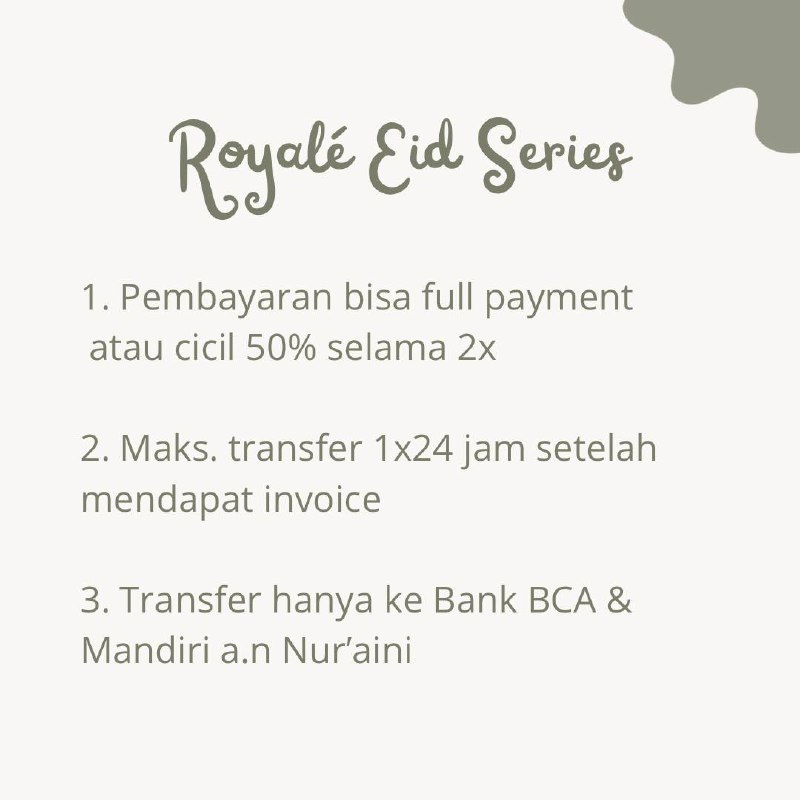 Royalé Eid Series
1. Pembayaran bisa full payment
atau cicil 50% selama 2x
2. Maks. transfer 1x24 jam setelah
mendapat invoice
3. Transfer hanya ke Bank BCA &
Mandiri a.n Nur’aini